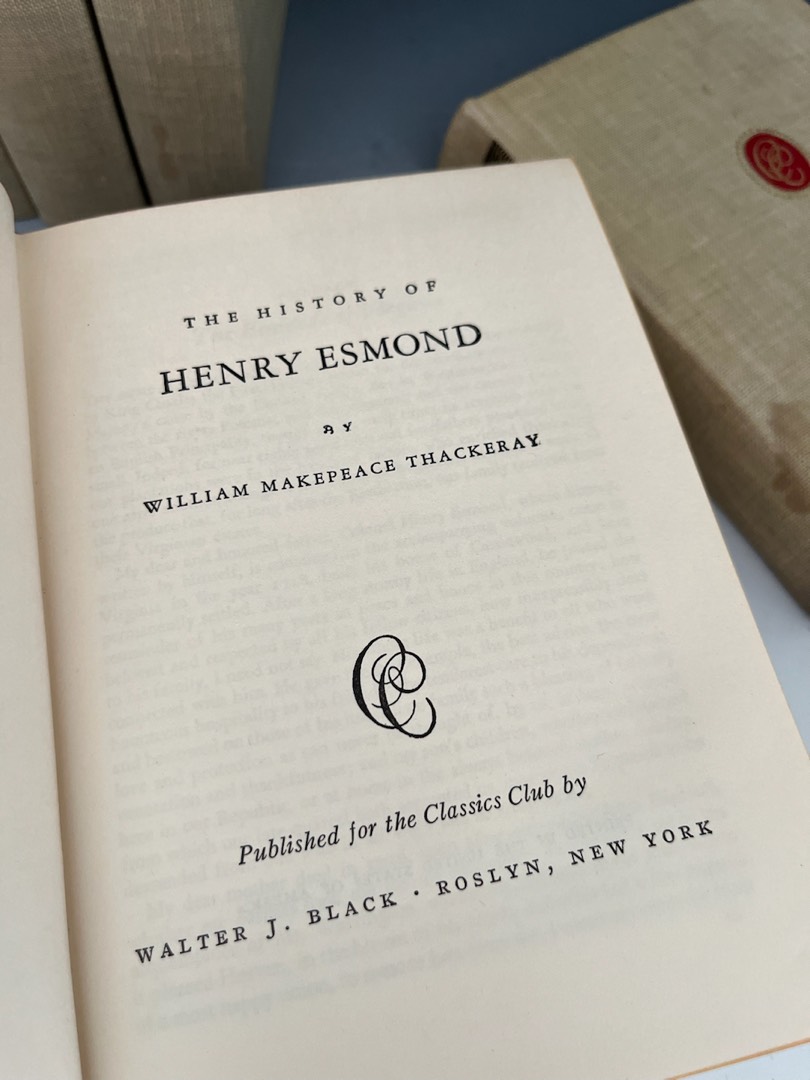 THE HISTORY OF
HENRY ESMOND
BY
WILLIAM MAKEPEACE THACKERAY
CC
Published for the Classics Club by
WALTER J. BLACK · ROSLYN, NEW YORK